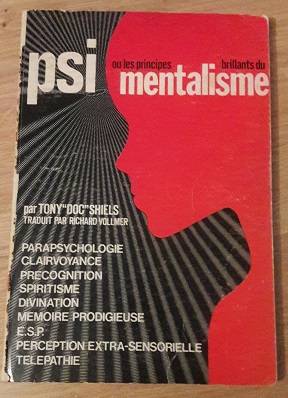 psi ou les principes brillants du
mentalisme
par TONY "DOC" SHIELS
TRADUIT PAR RICHARD VOLLMER
PARAPSYCHOLOGIE
CLAIRVOYANCE
PRECOGNITION
SPIRITISME
DIVINATION
MEMOIRE PRODIGIEUSE
E.S.P.
PERCEPTION EXTRA-SENSORIELLE
TELEPATHIE